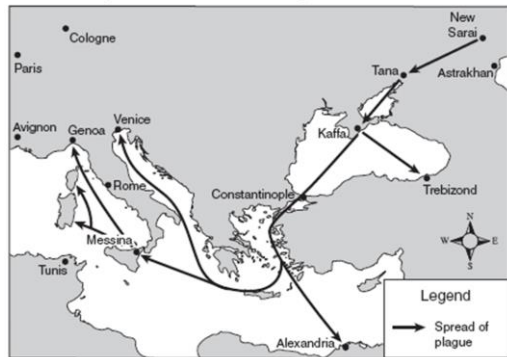 New
Sarai
Cologne
Paris
Tana
Astrakhan
Avignon
Genoa
Venice
Kaffa
Rome
Constantinople
Trebizond
Messina
Tunis
Alexandria
N
W
E
S
Legend
Spread of
plague